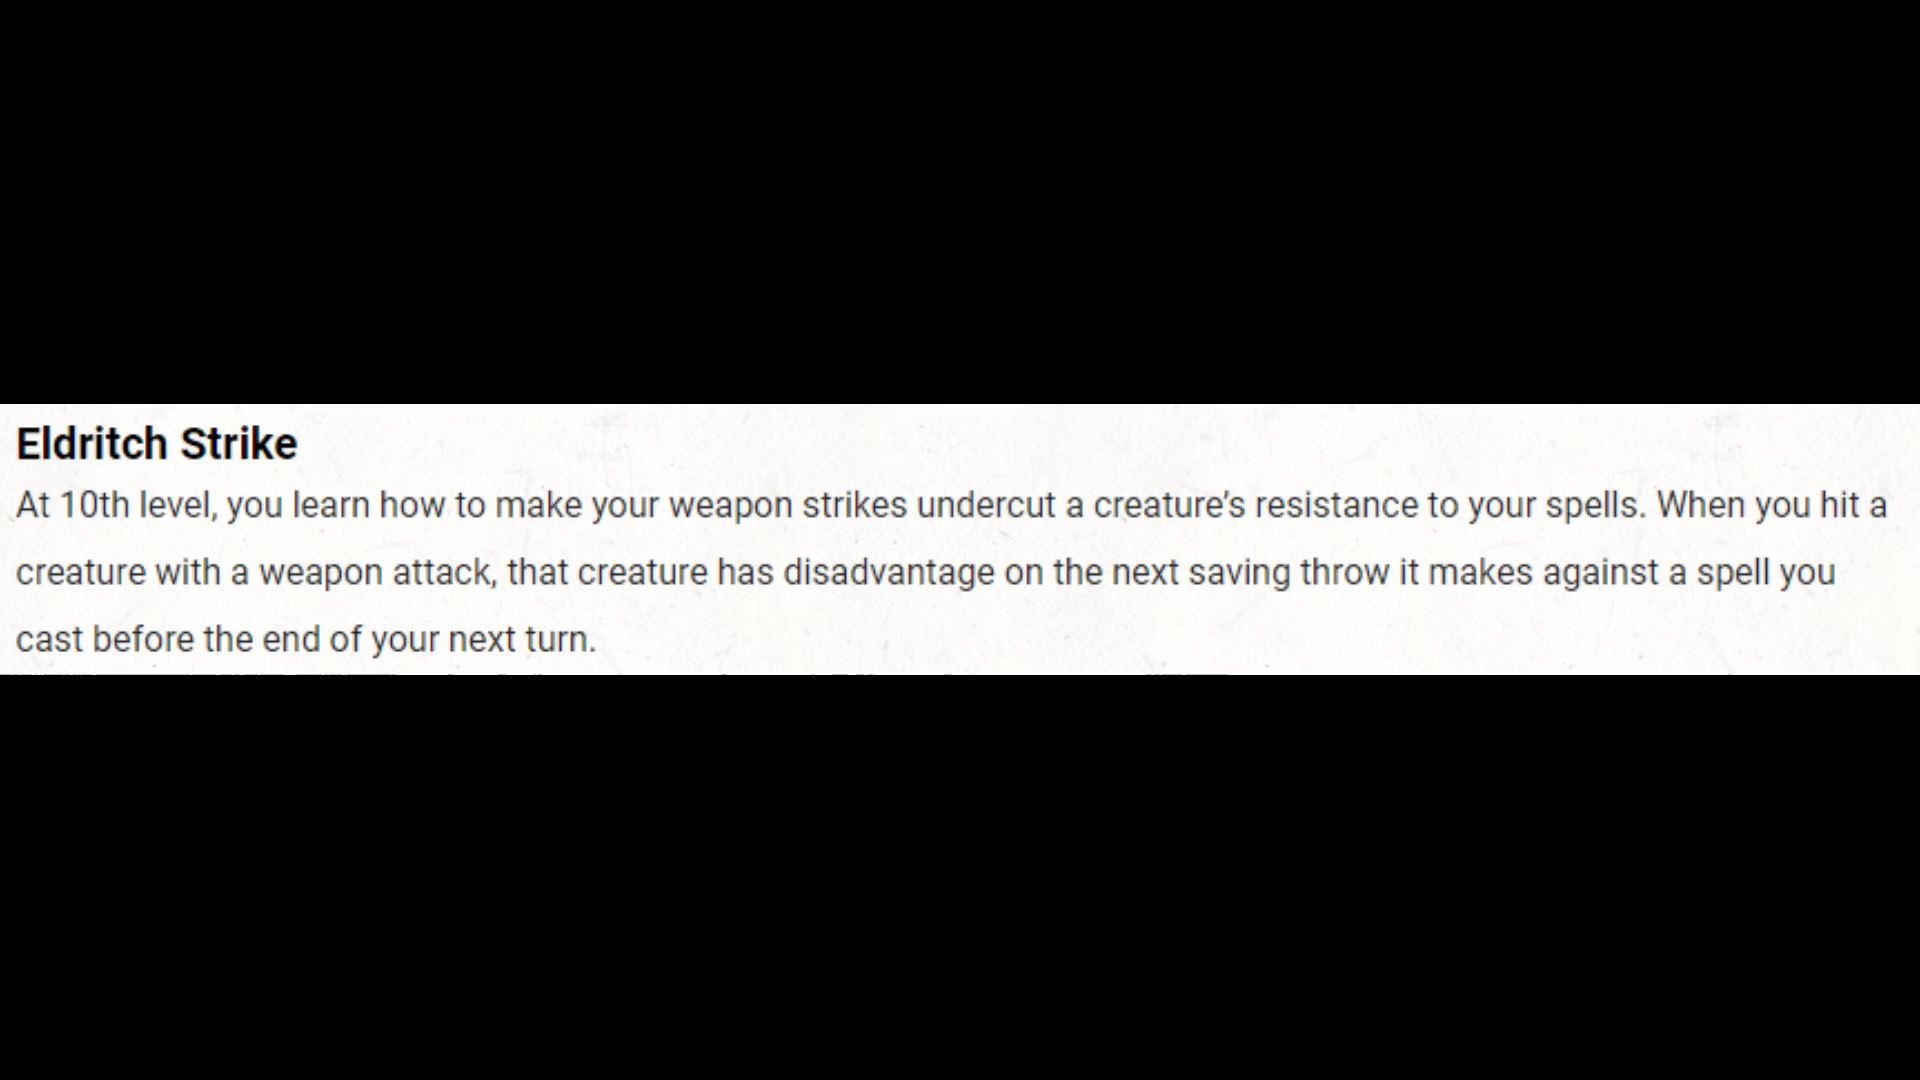 Eldritch Strike
At 10th level, you learn how to make your weapon strikes undercut a creature’s resistance to your spells. When you hit a
creature with a weapon attack, that creature has disadvantage on the next saving throw it makes against a spell you
cast before the end of your next turn.